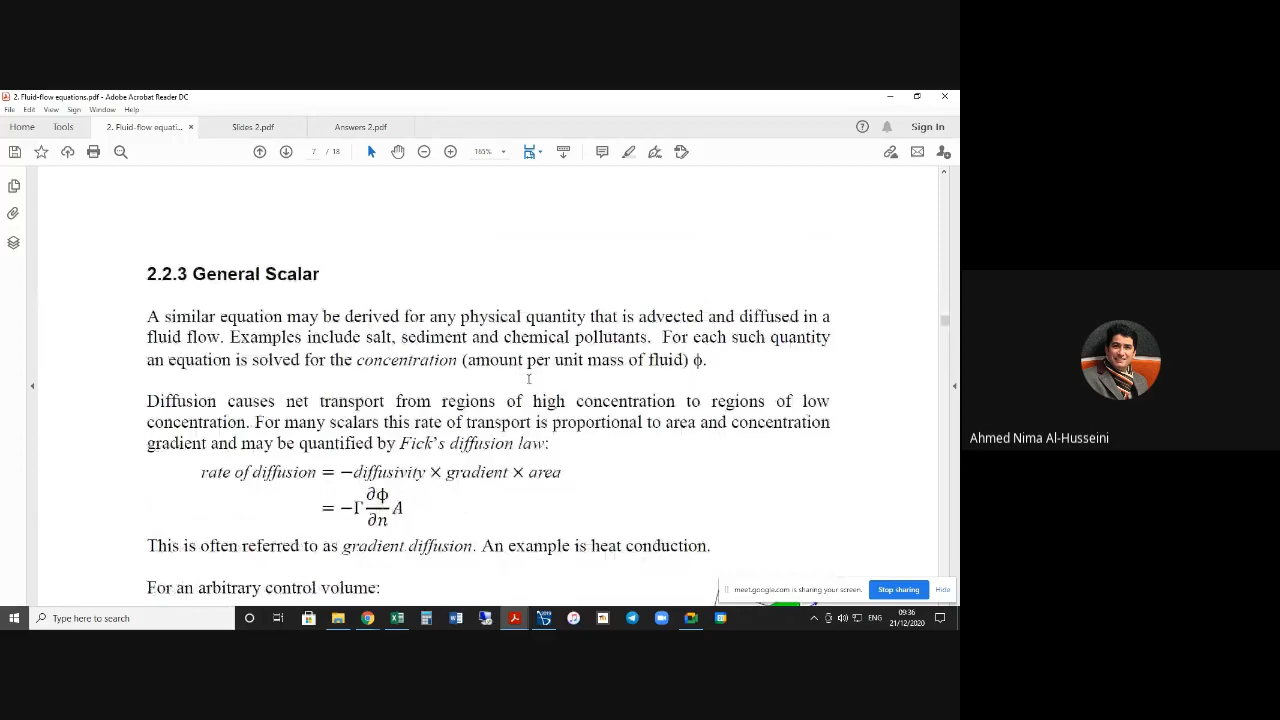 2. Fluid-flow equations.pdf - Adobe Acrobat Reader DC
File Edit View Sign Window Help
Home Tools 2. Fluid-flow equati... × Slides 2.pdf Answers 2.pdf Sign In
7 / 18 185%
2.2.3 General Scalar
A similar equation may be derived for any physical quantity that is advected and diffused in a
fluid flow. Examples include salt, sediment and chemical pollutants. For each such quantity
an equation is solved for the concentration (amount per unit mass of fluid) ϕ.
Diffusion causes net transport from regions of high concentration to regions of low
concentration. For many scalars this rate of transport is proportional to area and concentration
gradient and may be quantified by Fick's diffusion law:
rate of diffusion = −diffusivity × gradient × area
= −Γ ∂ϕ/∂n A
This is often referred to as gradient diffusion. An example is heat conduction.
For an arbitrary control volume:
meet.google.com is sharing your screen. Stop sharing Hide
Type here to search
ENG
09:36
21/12/2020
Ahmed Nima Al-Husseini